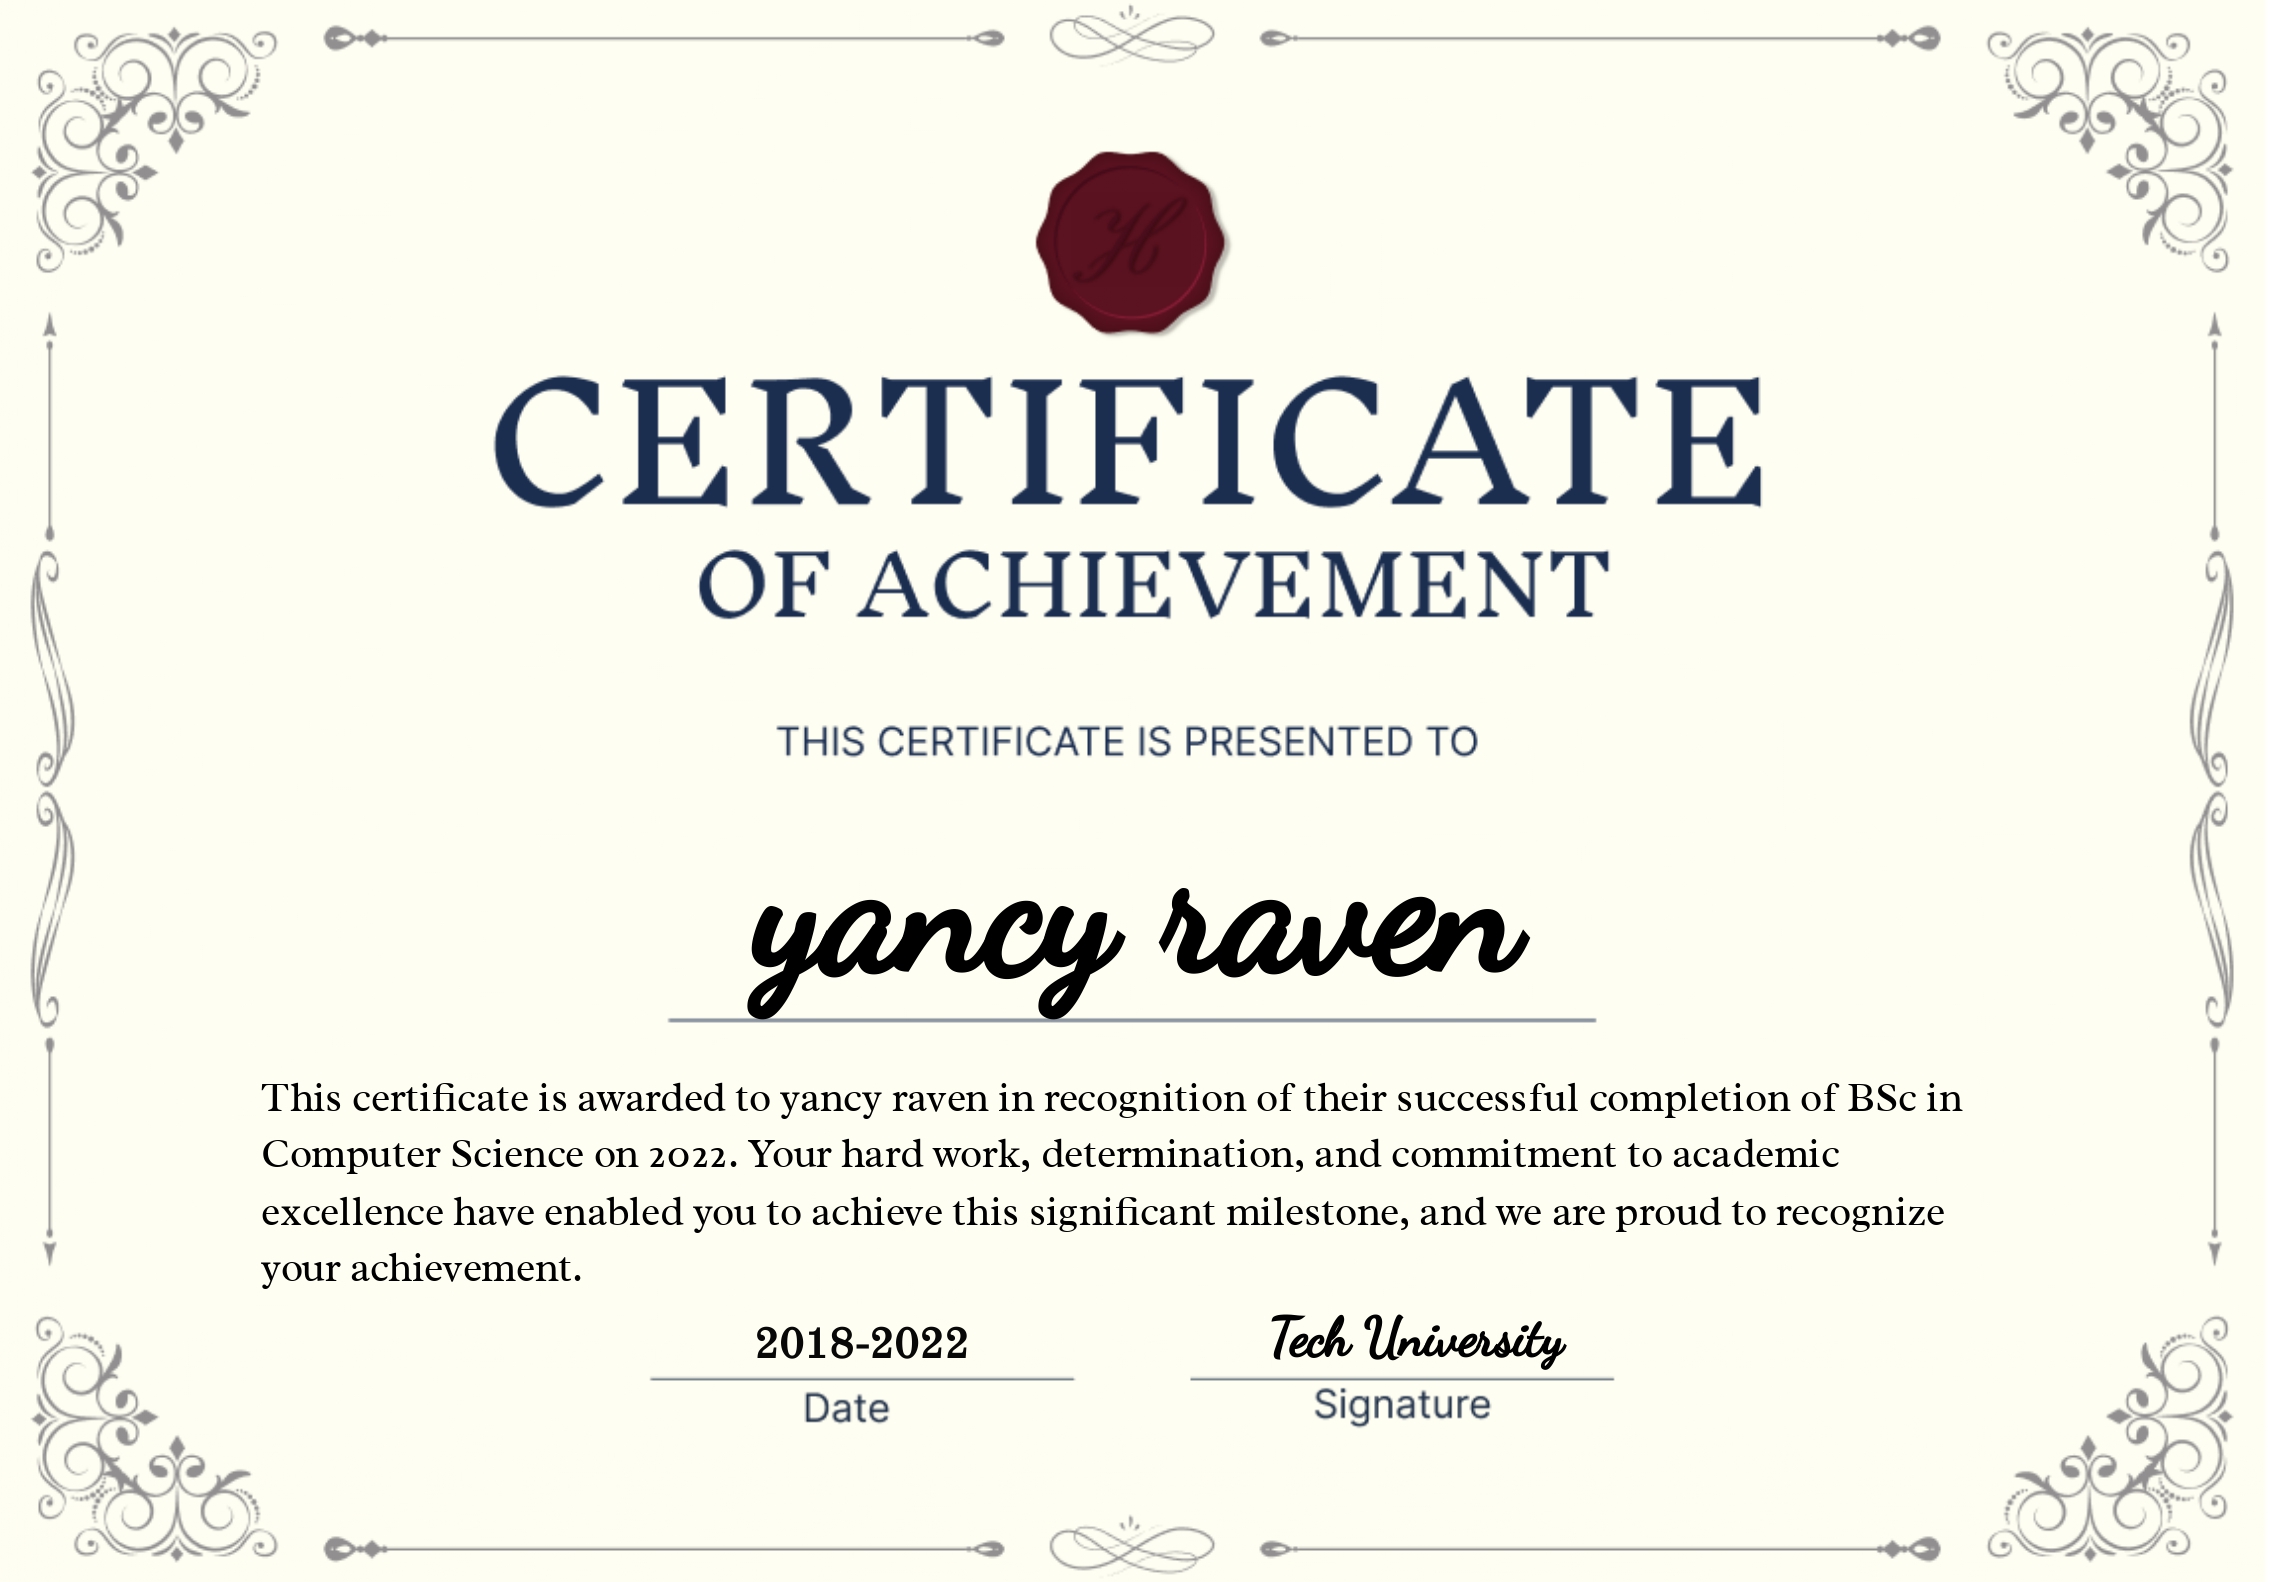 H
CERTIFICATE
OF ACHIEVEMENT
THIS CERTIFICATE IS PRESENTED TO
yancy raven
This certificate is awarded to yancy raven in recognition of their successful completion of BSc in
Computer Science on 2022. Your hard work, determination, and commitment to academic
excellence have enabled you to achieve this significant milestone, and we are proud to recognize
your achievement.
2018-2022
Tech University
Date
Signature